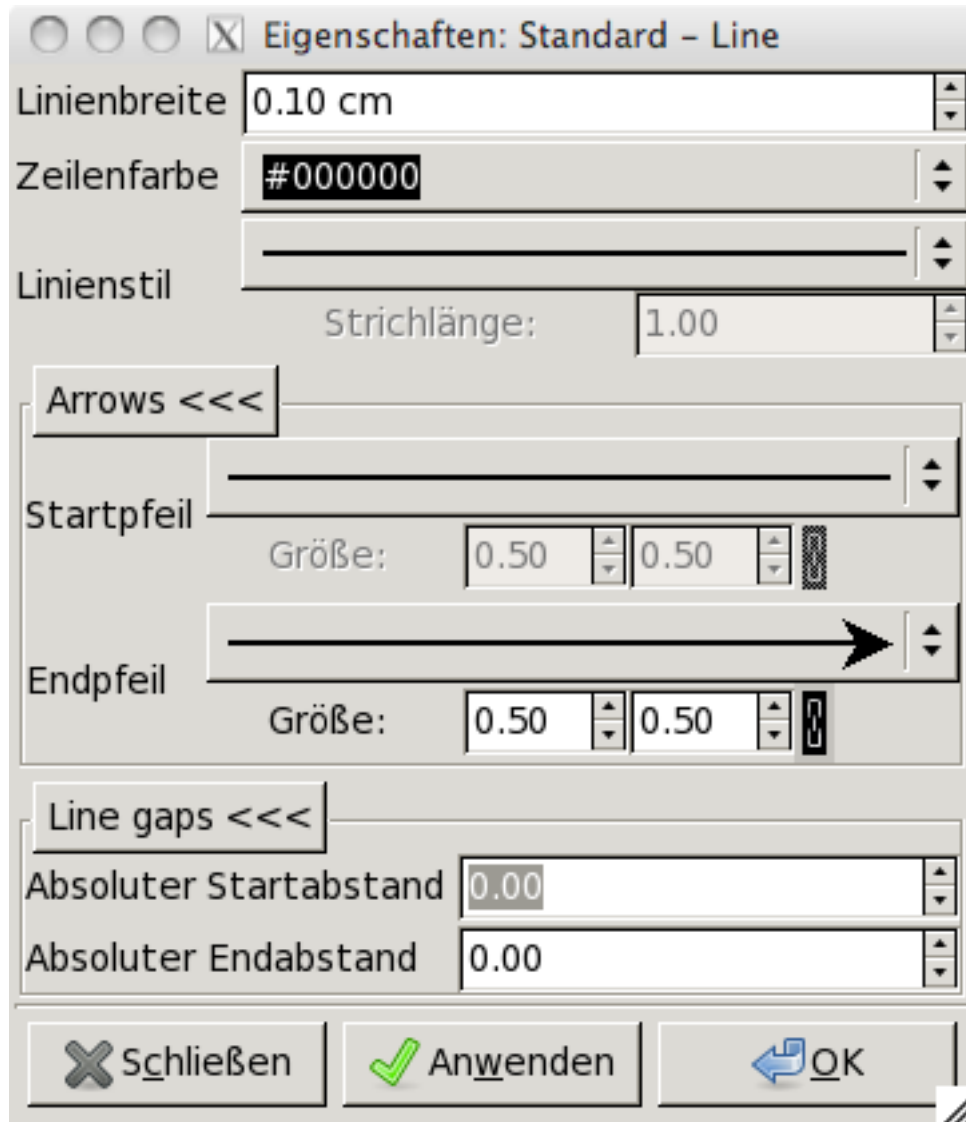 Eigenschaften: Standard – Line
Linienbreite 0.10 cm
Zeilenfarbe #000000
Linienstil
Strichlänge: 1.00
Arrows <<<
Startpfeil
Größe: 0.50 0.50
Endpfeil
Größe: 0.50 0.50
Line gaps <<<
Absoluter Startabstand 0.00
Absoluter Endabstand 0.00
Schließen Anwenden OK